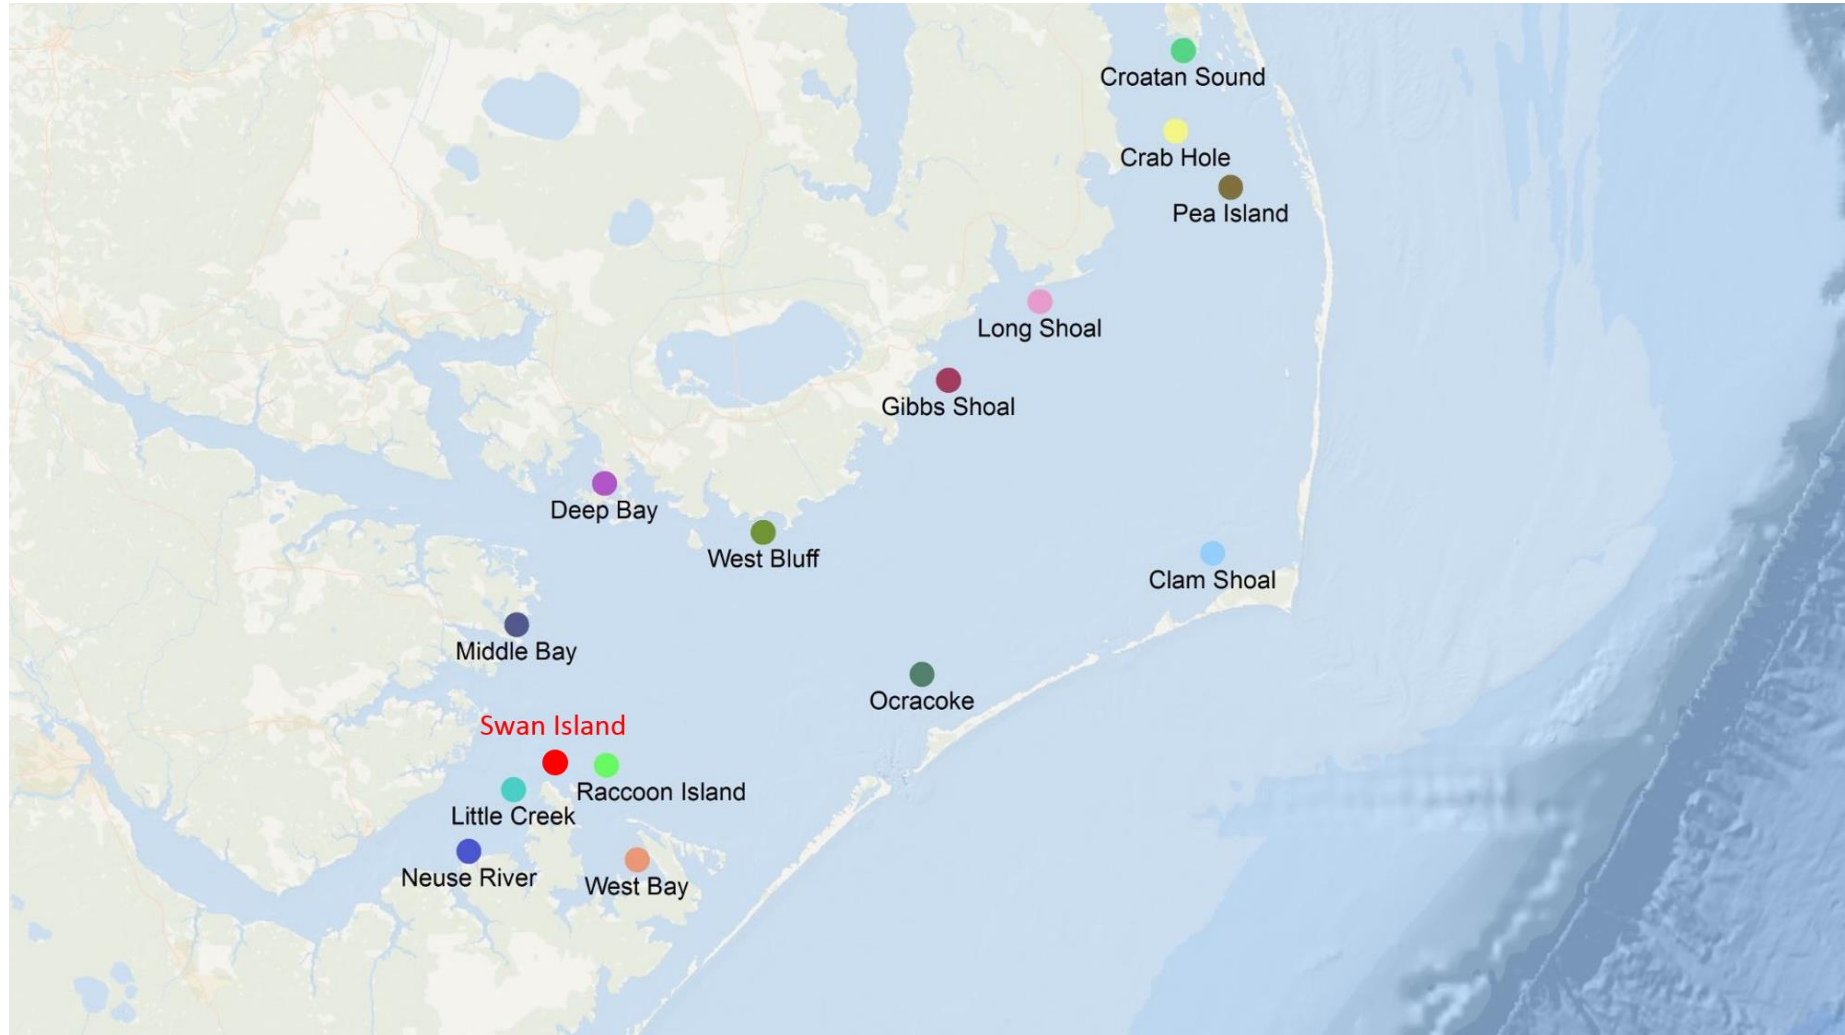 Croatan Sound
Crab Hole
Pea Island
Long Shoal
Gibbs Shoal
Deep Bay
West Bluff
Clam Shoal
Middle Bay
Ocracoke
Swan Island
Raccoon Island
Little Creek
Neuse River
West Bay